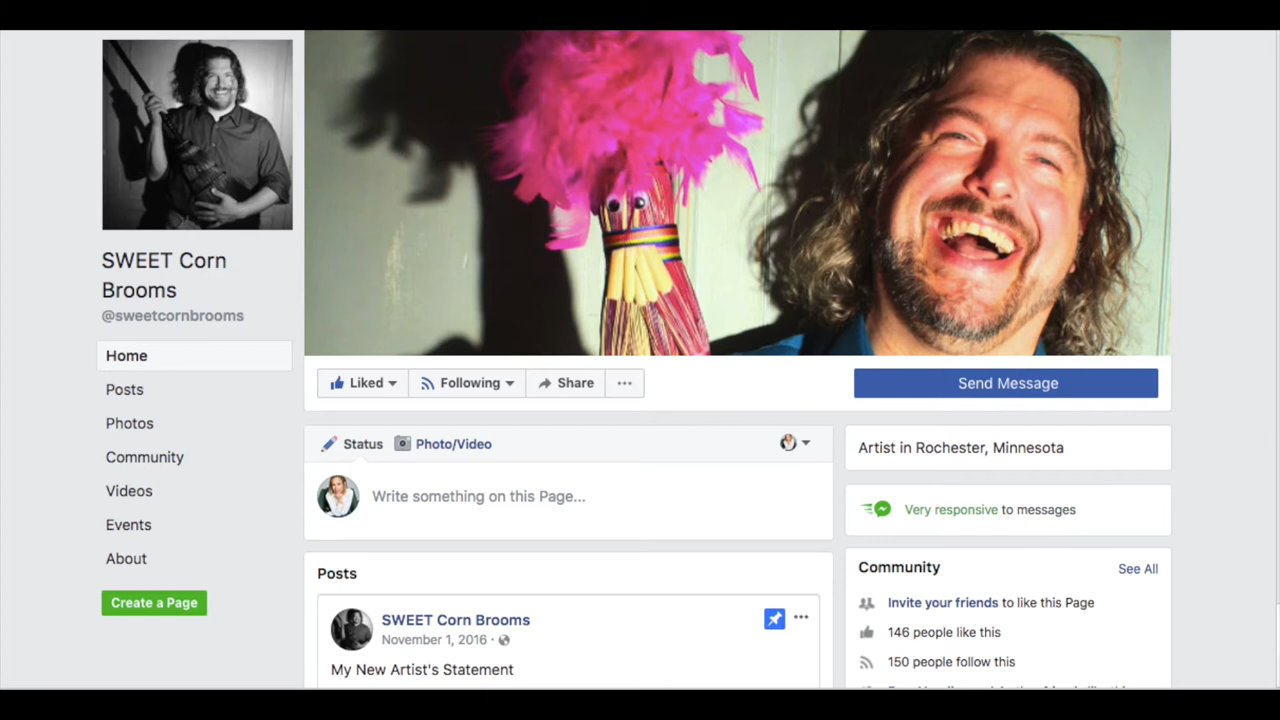 SWEET Corn
Brooms
@sweetcornbrooms
Home
Posts
Photos
Community
Videos
Events
About
Create a Page
Liked
Following
Share
Send Message
Status
Photo/Video
Write something on this Page...
Posts
SWEET Corn Brooms
November 1, 2016
My New Artist's Statement
Artist in Rochester, Minnesota
Very responsive to messages
Community
See All
Invite your friends to like this Page
146 people like this
150 people follow this